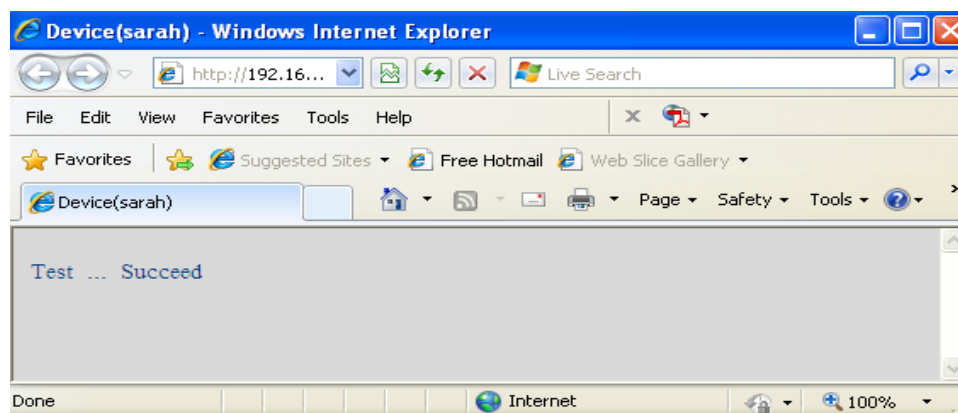 Device(sarah) - Windows Internet Explorer
http://192.16... Live Search
File Edit View Favorites Tools Help
Favorites Suggested Sites Free Hotmail Web Slice Gallery
Device(sarah) Page Safety Tools
Test ... Succeed
Done Internet 100%